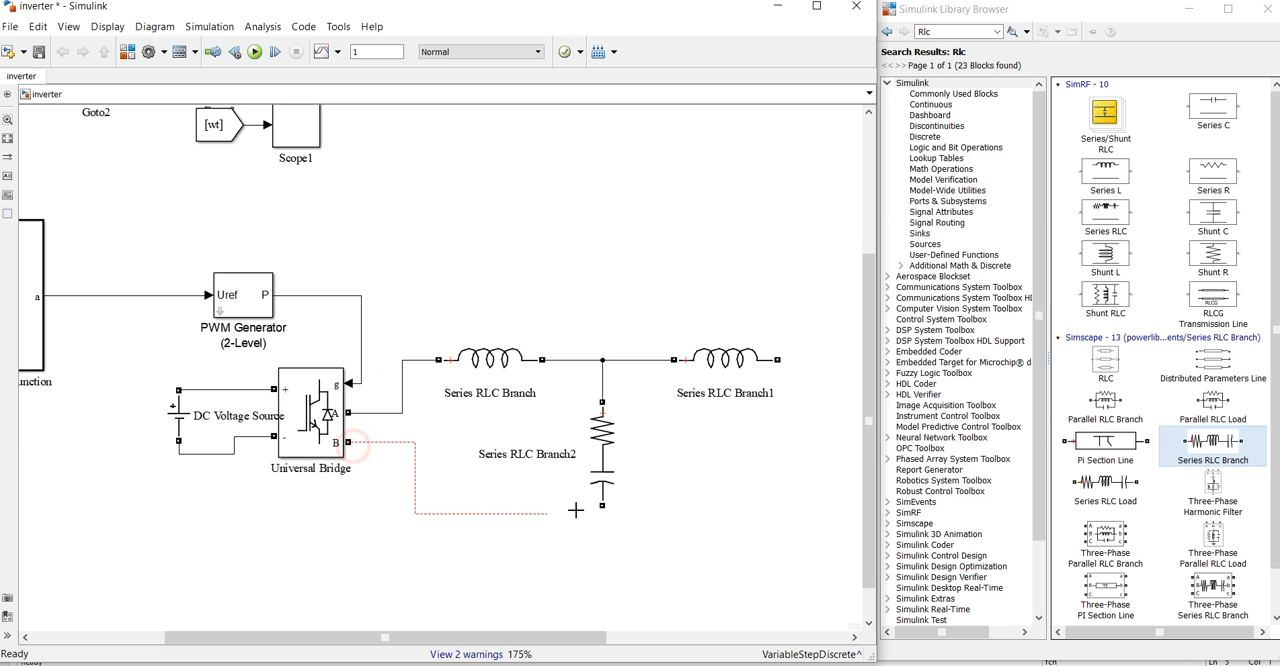 inverter * - Simulink
File Edit View Display Diagram Simulation Analysis Code Tools Help
1
Normal
inverter
inverter
Goto2
[wt]
Scope1
a
Uref P
PWM Generator
(2-Level)
unction
g
+
A
-
B
DC Voltage Source
Universal Bridge
Series RLC Branch
Series RLC Branch1
Series RLC Branch2
Ready
View 2 warnings 175%
VariableStepDiscrete^
Ready
Simulink Library Browser
Rlc
Search Results: Rlc
<< >> Page 1 of 1 (23 Blocks found)
Simulink
Commonly Used Blocks
Continuous
Dashboard
Discontinuities
Discrete
Logic and Bit Operations
Lookup Tables
Math Operations
Model Verification
Model-Wide Utilities
Ports & Subsystems
Signal Attributes
Signal Routing
Sinks
Sources
User-Defined Functions
Additional Math & Discrete
Aerospace Blockset
Communications System Toolbox
Communications System Toolbox HI
Computer Vision System Toolbox
Control System Toolbox
DSP System Toolbox
DSP System Toolbox HDL Support
Embedded Coder
Embedded Target for Microchip® d
Fuzzy Logic Toolbox
HDL Coder
HDL Verifier
Image Acquisition Toolbox
Instrument Control Toolbox
Model Predictive Control Toolbox
Neural Network Toolbox
OPC Toolbox
Phased Array System Toolbox
Report Generator
Robotics System Toolbox
Robust Control Toolbox
SimEvents
SimRF
Simscape
Simulink 3D Animation
Simulink Coder
Simulink Control Design
Simulink Design Optimization
Simulink Design Verifier
Simulink Desktop Real-Time
Simulink Extras
Simulink Real-Time
Simulink Test
SimRF - 10
Series/Shunt
RLC
Series C
Series L
Series R
Series RLC
Shunt C
Shunt L
Shunt R
Shunt RLC
RLCG
RLCG
Transmission Line
Simscape - 13 (powerlib...ents/Series RLC Branch)
RLC
Distributed Parameters Line
Parallel RLC Branch
Parallel RLC Load
Pi Section Line
Series RLC Branch
Series RLC Load
Three-Phase
Harmonic Filter
Three-Phase
Parallel RLC Branch
Three-Phase
Parallel RLC Load
Three-Phase
PI Section Line
Three-Phase
Series RLC Branch
fcn
Ln 5 Col 1